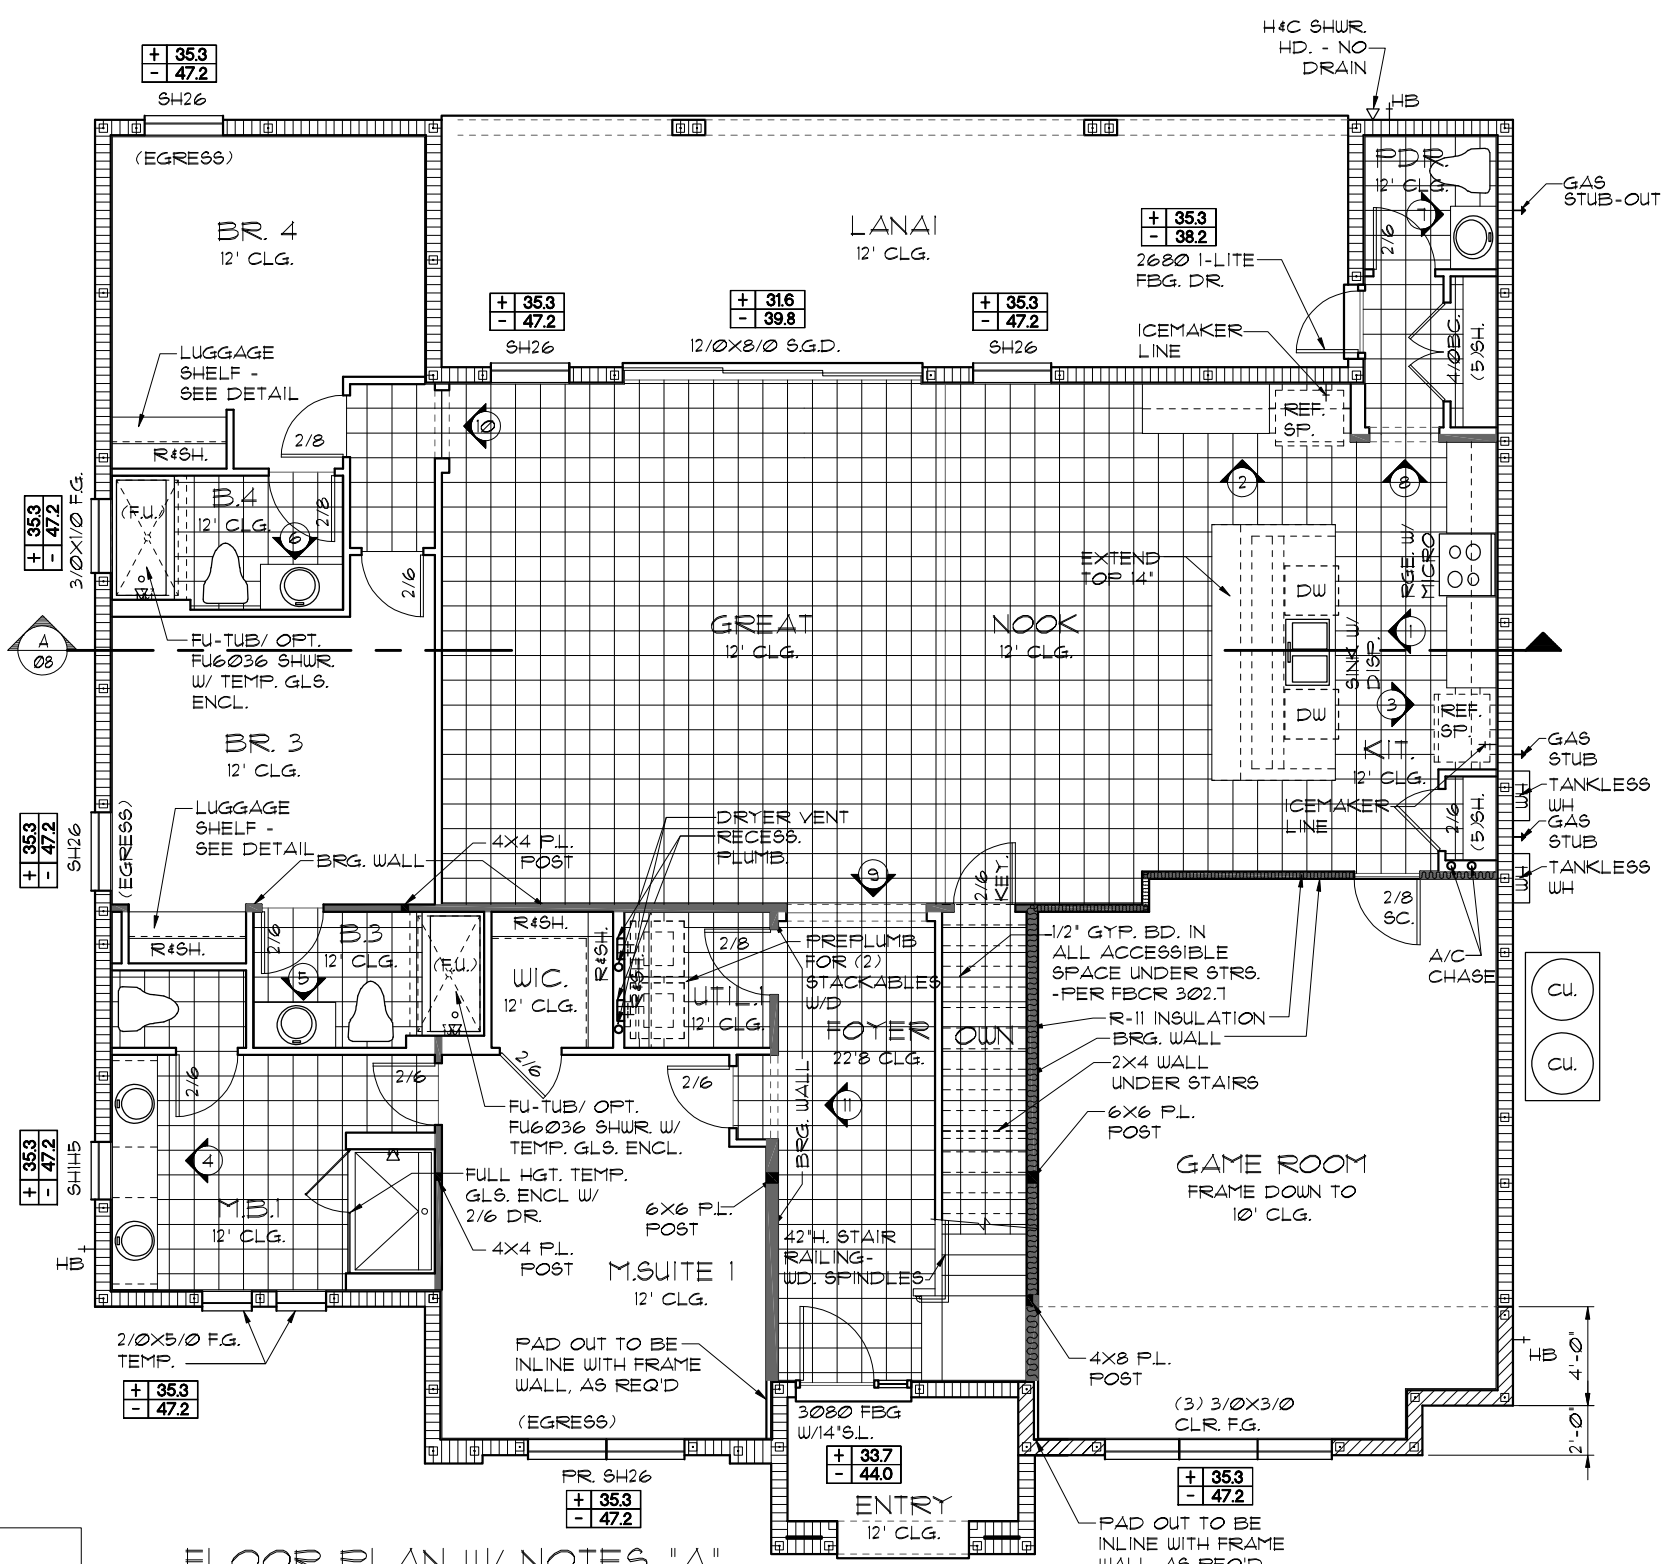 H&C SHWR.
HD. - NO
DRAIN
HB
+ 35.3
- 47.2
SH26
(EGRESS)
BR. 4
12' CLG.
LANAI
12' CLG.
+ 35.3
- 38.2
2680 1-LITE
FBG. DR.
PDR.
12' CLG.
7
2/6
GAS
STUB-OUT
+ 35.3
- 47.2
SH26
+ 31.6
- 39.8
12/0X8/0 S.G.D.
+ 35.3
- 47.2
SH26
ICEMAKER
LINE
4/0BC.
(5)SH.
LUGGAGE
SHELF -
SEE DETAIL
R&SH.
2/8
10
REF.
SP.
2
8
+ 35.3
- 47.2
3/0X1/0 F.G.
(F.U.)
B.4
12' CLG.
2/8
6
2/6
EXTEND
TOP 14"
DW
RGE. W/
MICRO
A
08
FU-TUB/ OPT.
FU6036 SHWR.
W/ TEMP. GLS.
ENCL.
GREAT
12' CLG.
NOOK
12' CLG.
SINK W/
DISP.
1
3
DW
REF.
SP.
KIT.
12' CLG.
BR. 3
12' CLG.
GAS
STUB
TANKLESS
WH
GAS
STUB
TANKLESS
WH
ICEMAKER
LINE
2/6
(5)SH.
+ 35.3
- 47.2
SH26
(EGRESS)
LUGGAGE
SHELF -
SEE DETAIL
BRG. WALL
4X4 P.L.
POST
DRYER VENT
RECESS.
PLUMB.
9
2/6
KEY.
2/8
SC.
A/C
CHASE
R&SH.
2/6
B.3
12' CLG.
5
(F.U.)
R&SH.
WIC.
12' CLG.
R&SH.
R&SH.
2/8
UTIL.1
12' CLG.
PREPLUMB
FOR (2)
STACKABLES
W/D
FOYER
22'8 CLG.
DWN
1/2" GYP. BD. IN
ALL ACCESSIBLE
SPACE UNDER STRS.
-PER FBCR 302.7
R-11 INSULATION
BRG. WALL
2X4 WALL
UNDER STAIRS
6X6 P.L.
POST
CU.
CU.
2/6
2/6
2/6
2/6
FU-TUB/ OPT.
FU6036 SHWR. W/
TEMP. GLS. ENCL.
BRG. WALL
11
+ 35.3
- 47.2
SHH5
4
M.B.1
12' CLG.
FULL HGT. TEMP.
GLS. ENCL W/
2/6 DR.
4X4 P.L.
POST
6X6 P.L.
POST
GAME ROOM
FRAME DOWN TO
10' CLG.
42"H. STAIR
RAILING-
WD. SPINDLES
HB
M.SUITE 1
12' CLG.
2/0X5/0 F.G.
TEMP.
+ 35.3
- 47.2
PAD OUT TO BE
INLINE WITH FRAME
WALL, AS REQ'D
(EGRESS)
4X8 P.L.
POST
HB
4'-0"
2'-0"
(3) 3/0X3/0
CLR. F.G.
3080 FBG
W/14"S.L.
+ 33.7
- 44.0
PR. SH26
+ 35.3
- 47.2
+ 35.3
- 47.2
ENTRY
12' CLG.
PAD OUT TO BE
INLINE WITH FRAME
WALL, AS REQ'D
FLOOR PLAN W/ NOTES "A"